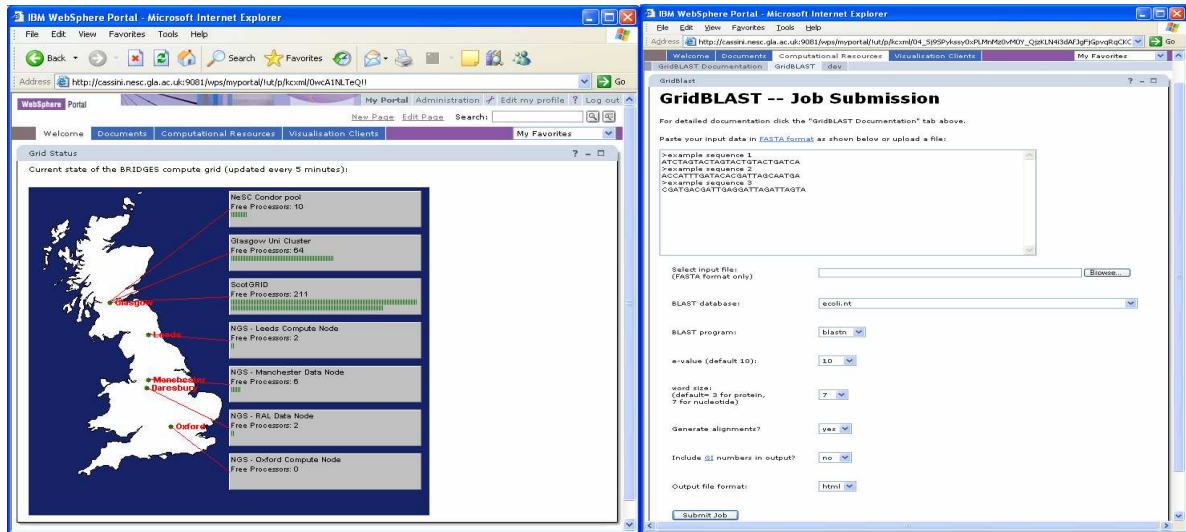 IBM WebSphere Portal - Microsoft Internet Explorer
File Edit View Favorites Tools Help
Back Search Favorites
Address http://cassini.nesc.gla.ac.uk:9081/wps/myportal/!ut/p/kcxml/0wcA1NLTeQ!! Go
WebSphere Portal My Portal Administration Edit my profile ? Log out
New Page Edit Page Search:
Welcome Documents Computational Resources Visualisation Clients My Favorites
Grid Status ? - □
Current state of the BRIDGES compute grid (updated every 5 minutes):
NeSC Condor pool
Free Processors: 10
Glasgow Uni Cluster
Free Processors: 64
ScotGRID
Free Processors: 211
NGS - Leeds Compute Node
Free Processors: 2
NGS - Manchester Data Node
Free Processors: 6
NGS - RAL Data Node
Free Processors: 2
NGS - Oxford Compute Node
Free Processors: 0
Glasgow
Leeds
Manchester
Daresbury
Oxford
IBM WebSphere Portal - Microsoft Internet Explorer
File Edit View Favorites Tools Help
Address Go
Welcome Documents Computational Resources Visualisation Clients My Favorites
GridBLAST Documentation GridBLAST dev
GridBlast ? - □
GridBLAST -- Job Submission
For detailed documentation click the "GridBLAST Documentation" tab above.
Paste your input data in FASTA format as shown below or upload a file:
>example sequence 1
ATCTAGTACTAGTACTGTACTGATCA
>example sequence 2
ACCATTTGATACACGATTAGCAATGA
>example sequence 3
CGATGACGATTGAGGATTAGATTAGTA
Select input file:
(FASTA format only)
Browse...
BLAST database: ecoli.nt
BLAST program: blastn
e-value (default 10): 10
word size:
(default= 3 for protein,
7 for nucleotide)
7
Generate alignments? yes
Include GI numbers in output? no
Output file format: html
Submit Job